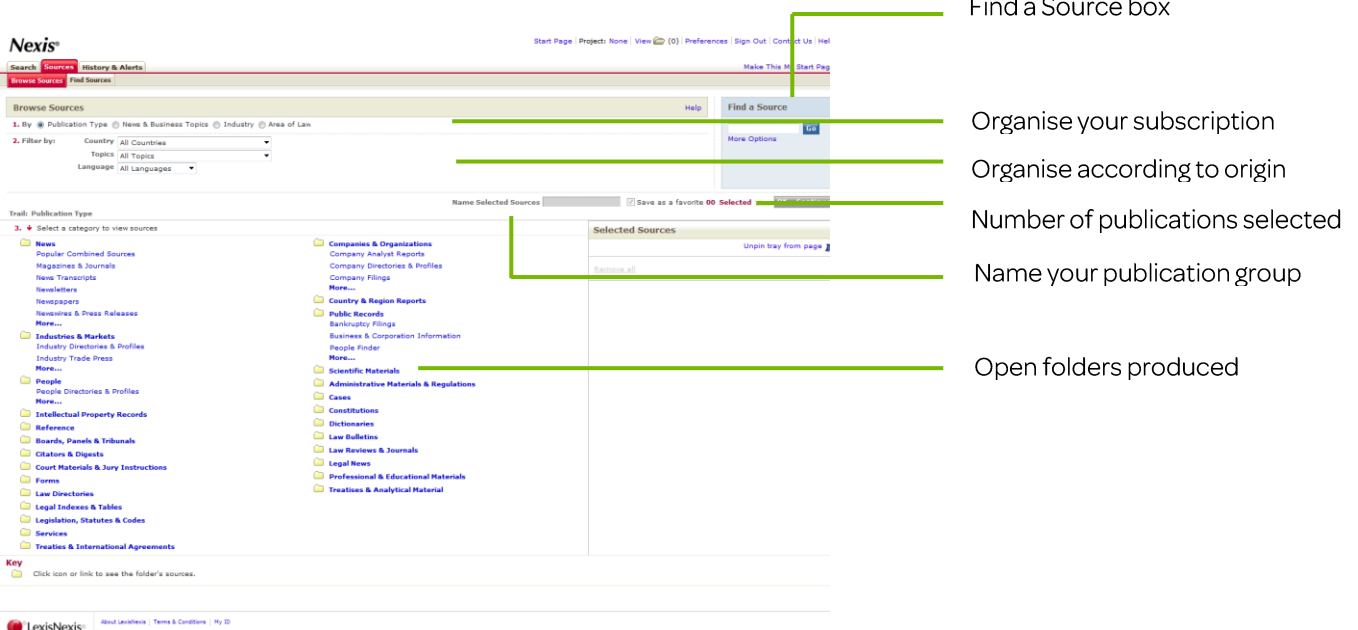 Find a Source box
Nexis®
Start Page | Project: None | View (0) | Preferences | Sign Out | Contact Us | Hel
Search Sources History & Alerts
Make This My Start Pag
Browse Sources Find Sources
Browse Sources
Help
Find a Source
1. By Publication Type News & Business Topics Industry Area of Law
Go
More Options
2. Filter by: Country All Countries
Topics All Topics
Language All Languages
Organise your subscription
Organise according to origin
Name Selected Sources Save as a favorite 00 Selected
Number of publications selected
Trail: Publication Type
3. Select a category to view sources
Selected Sources
Unpin tray from page
Remove all
Name your publication group
News
Popular Combined Sources
Magazines & Journals
News Transcripts
Newsletters
Newspapers
Newswires & Press Releases
More...
Industries & Markets
Industry Directories & Profiles
Industry Trade Press
More...
People
People Directories & Profiles
More...
Intellectual Property Records
Reference
Boards, Panels & Tribunals
Citators & Digests
Court Materials & Jury Instructions
Forms
Law Directories
Legal Indexes & Tables
Legislation, Statutes & Codes
Services
Treaties & International Agreements
Companies & Organizations
Company Analyst Reports
Company Directories & Profiles
Company Filings
More...
Country & Region Reports
Public Records
Bankruptcy Filings
Business & Corporation Information
People Finder
More...
Scientific Materials
Administrative Materials & Regulations
Cases
Constitutions
Dictionaries
Law Bulletins
Law Reviews & Journals
Legal News
Professional & Educational Materials
Treatises & Analytical Material
Open folders produced
Key
Click icon or link to see the folder's sources.
LexisNexis®
About LexisNexis | Terms & Conditions | My ID